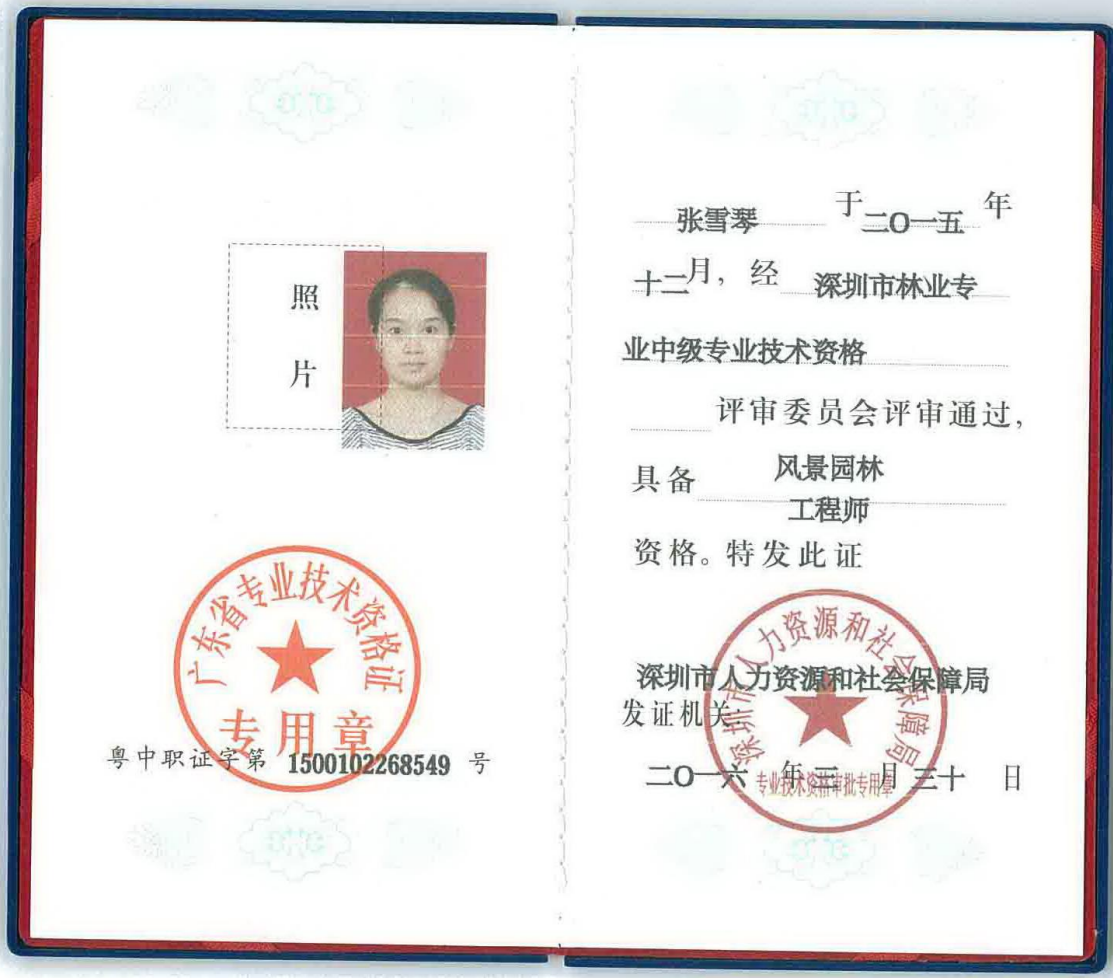 照
片
广东省专业技术资格证
专用章
粤中职证字第 1500102268549 号
张雪琴 于 二O一五 年
十二月，经 深圳市林业专
业中级专业技术资格
评审委员会评审通过，
具备 风景园林
工程师
资格。特发此证
深圳市人力资源和社会保障局
深圳市人力资源和社会保障局
发证机关：
二O一六 年 三 月 三十 日
专业技术资格审批专用章